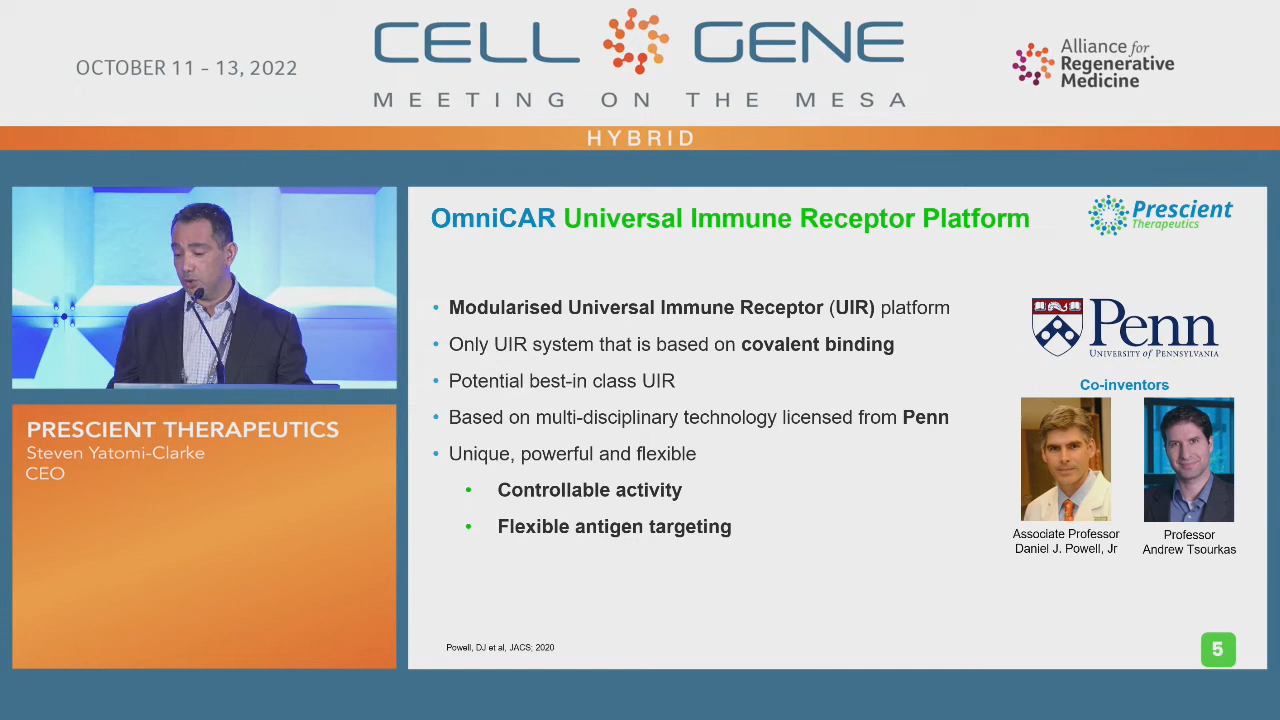 OCTOBER 11 - 13, 2022
CELL GENE
MEETING ON THE MESA
Alliance for
Regenerative
Medicine
HYBRID
PRESCIENT THERAPEUTICS
Steven Yatomi-Clarke
CEO
OmniCAR Universal Immune Receptor Platform
Prescient
Therapeutics
• Modularised Universal Immune Receptor (UIR) platform
• Only UIR system that is based on covalent binding
• Potential best-in class UIR
• Based on multi-disciplinary technology licensed from Penn
• Unique, powerful and flexible
• Controllable activity
• Flexible antigen targeting
Penn
UNIVERSITY OF PENNSYLVANIA
Co-inventors
Associate Professor
Daniel J. Powell, Jr
Professor
Andrew Tsourkas
Powell, DJ et al, JACS; 2020
5